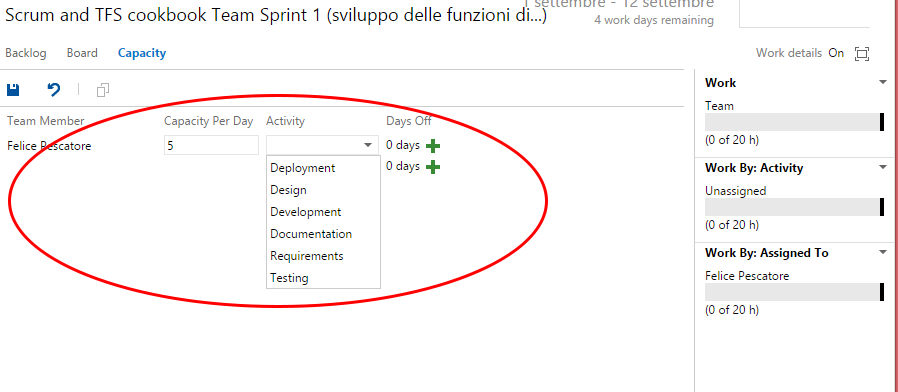 Scrum and TFS cookbook Team Sprint 1 (sviluppo delle funzioni di...)
1 settembre - 12 settembre
4 work days remaining
Backlog Board Capacity
Work details On
Team Member Capacity Per Day Activity Days Off
Felice Pescatore 5 0 days
0 days
Deployment
Design
Development
Documentation
Requirements
Testing
Work
Team
(0 of 20 h)
Work By: Activity
Unassigned
(0 of 20 h)
Work By: Assigned To
Felice Pescatore
(0 of 20 h)